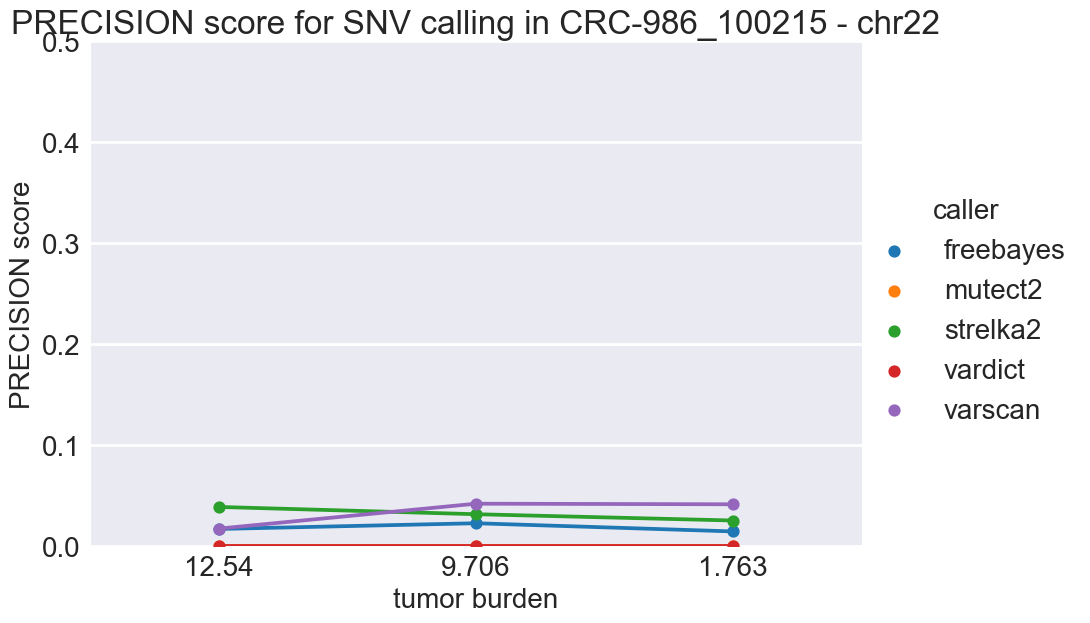 PRECISION score for SNV calling in CRC-986_100215 - chr22
PRECISION score
0.5
0.4
0.3
0.2
0.1
0.0
12.54
9.706
1.763
tumor burden
caller
freebayes
mutect2
strelka2
vardict
varscan